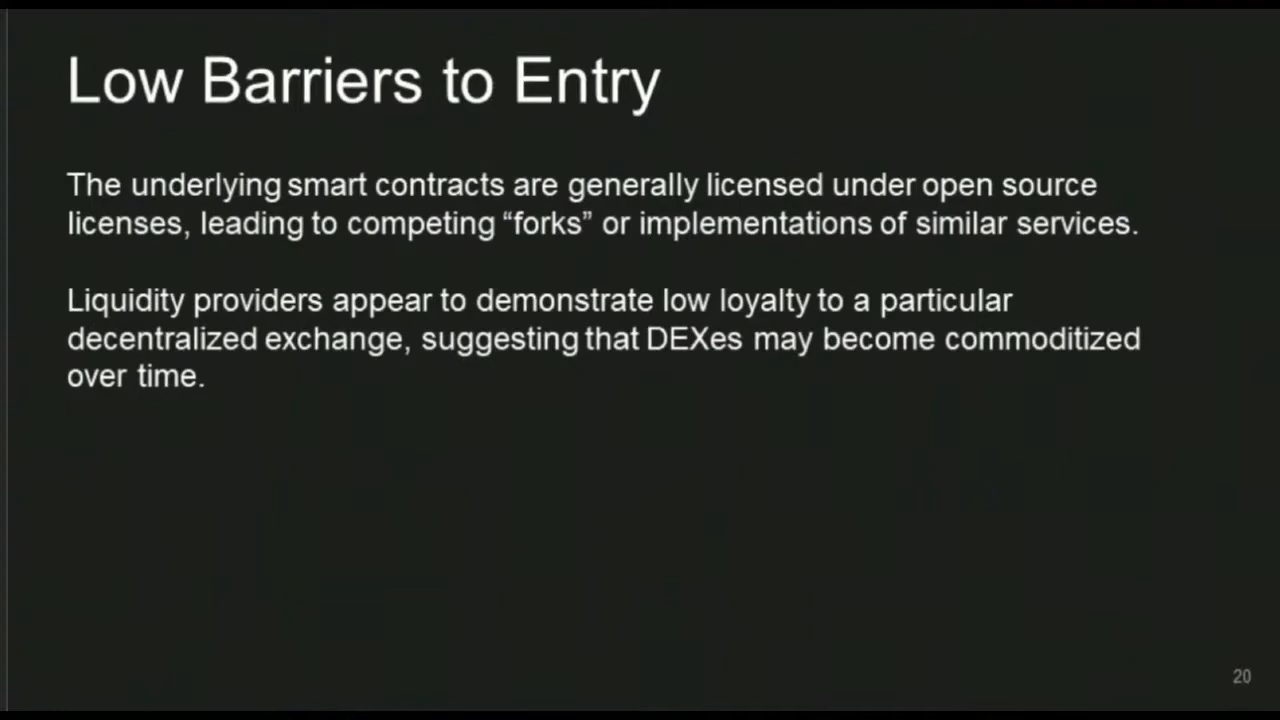 Low Barriers to Entry
The underlying smart contracts are generally licensed under open source
licenses, leading to competing “forks” or implementations of similar services.
Liquidity providers appear to demonstrate low loyalty to a particular
decentralized exchange, suggesting that DEXes may become commoditized
over time.
20